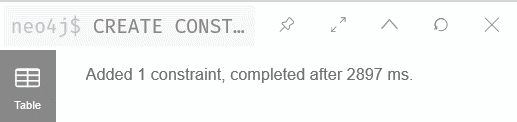 neo4j$ CREATE CONST…
Added 1 constraint, completed after 2897 ms.
Table